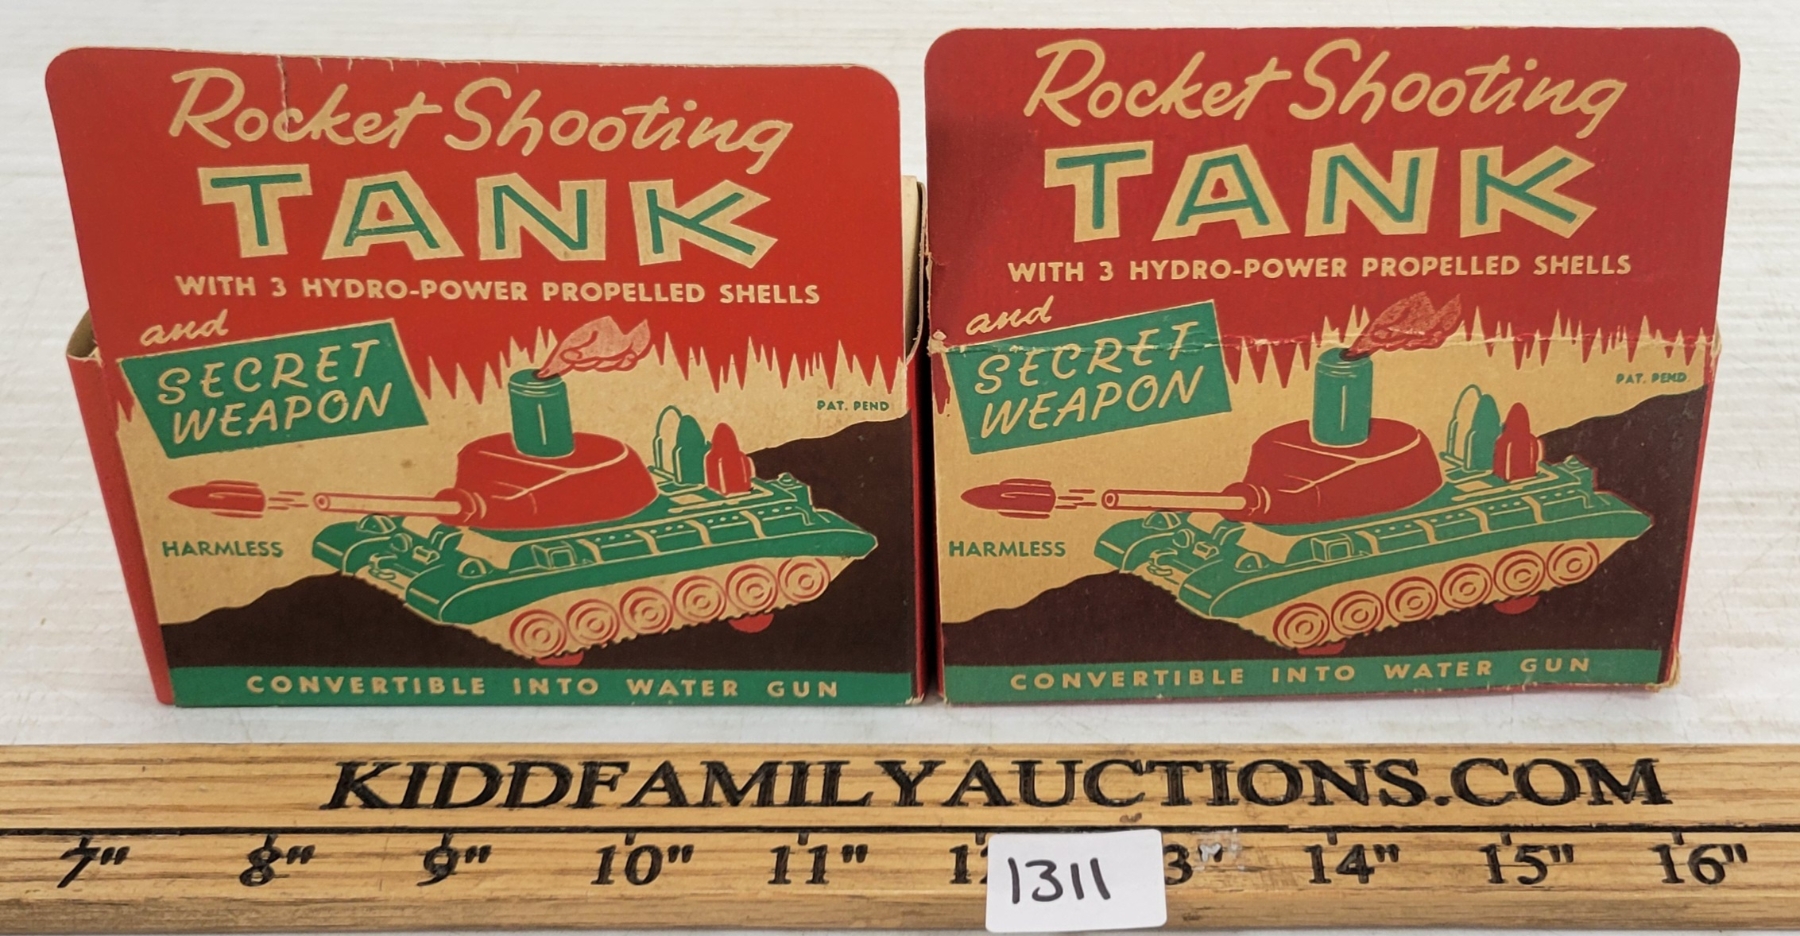 Rocket Shooting
TANK
WITH 3 HYDRO-POWER PROPELLED SHELLS
and
SECRET
WEAPON
PAT. PEND
HARMLESS
CONVERTIBLE INTO WATER GUN
Rocket Shooting
TANK
WITH 3 HYDRO-POWER PROPELLED SHELLS
and
SECRET
WEAPON
PAT. PEND
HARMLESS
CONVERTIBLE INTO WATER GUN
KIDDFAMILYAUCTIONS.COM
7" 8" 9" 10" 11" 14" 15" 16"
1311